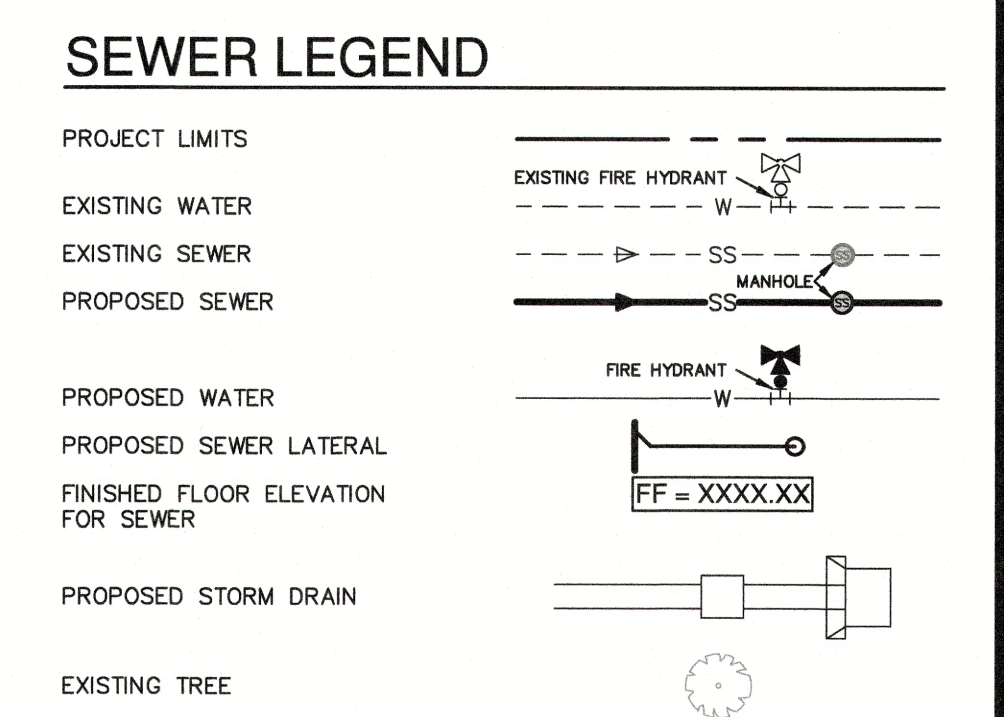 SEWER LEGEND
PROJECT LIMITS
EXISTING FIRE HYDRANT
EXISTING WATER
W
EXISTING SEWER
SS
SS
MANHOLE
PROPOSED SEWER
SS
SS
FIRE HYDRANT
PROPOSED WATER
W
PROPOSED SEWER LATERAL
FINISHED FLOOR ELEVATION
FOR SEWER
FF = XXXX.XX
PROPOSED STORM DRAIN
EXISTING TREE